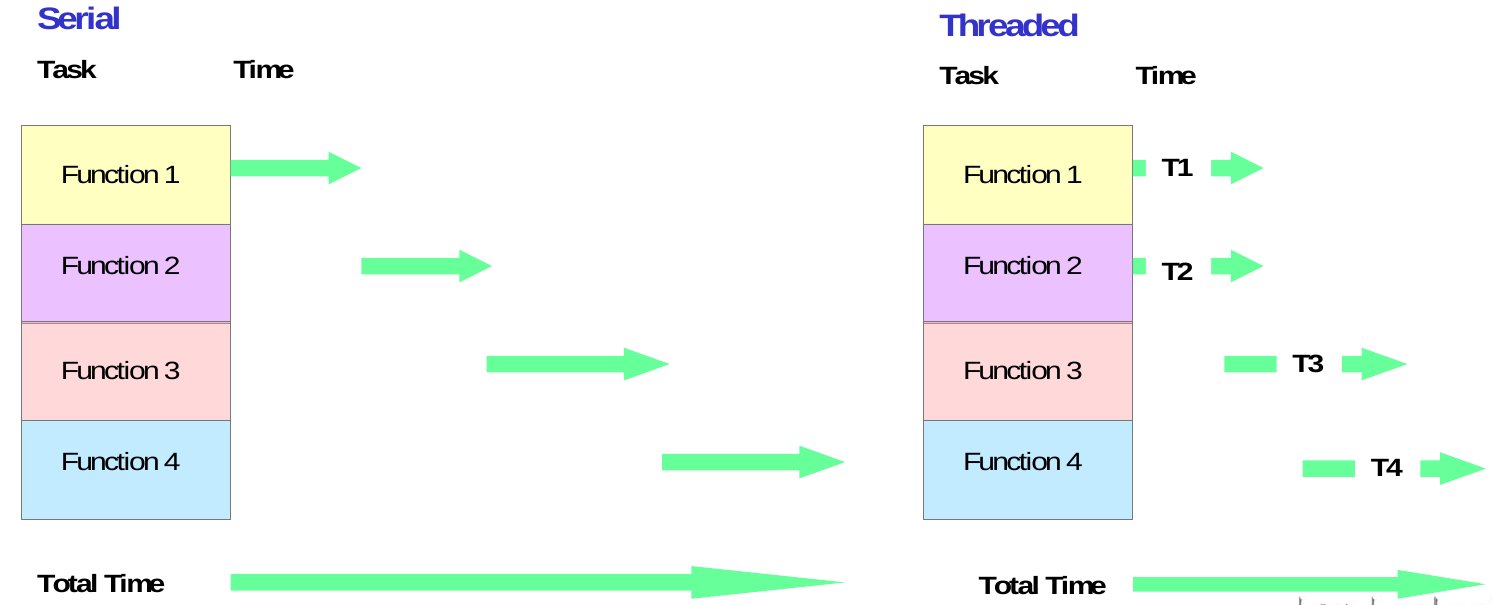 Serial
Task Time
Function 1
Function 2
Function 3
Function 4
Total Time
Threaded
Task Time
Function 1 T1
Function 2 T2
Function 3 T3
Function 4 T4
Total Time